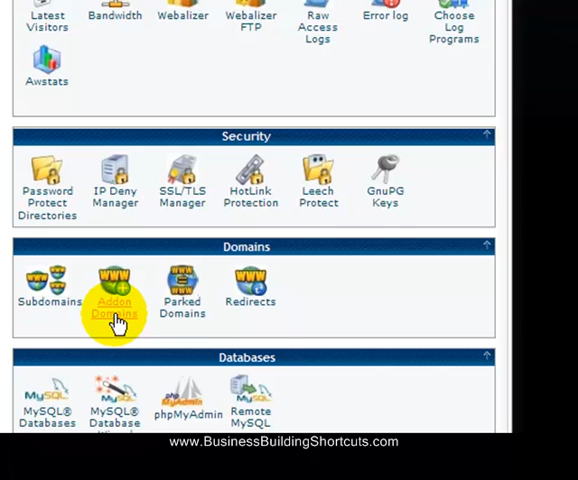 Latest Visitors
Bandwidth
Webalizer
Webalizer FTP
Raw Access Logs
Error log
Choose Log Programs
Awstats
Security
Password Protect Directories
IP Deny Manager
SSL/TLS Manager
HotLink Protection
Leech Protect
GnuPG Keys
Domains
Subdomains
Addon Domains
Parked Domains
Redirects
Databases
MySQL® Databases
MySQL® Database
phpMyAdmin
Remote MySQL
www.BusinessBuildingShortcuts.com